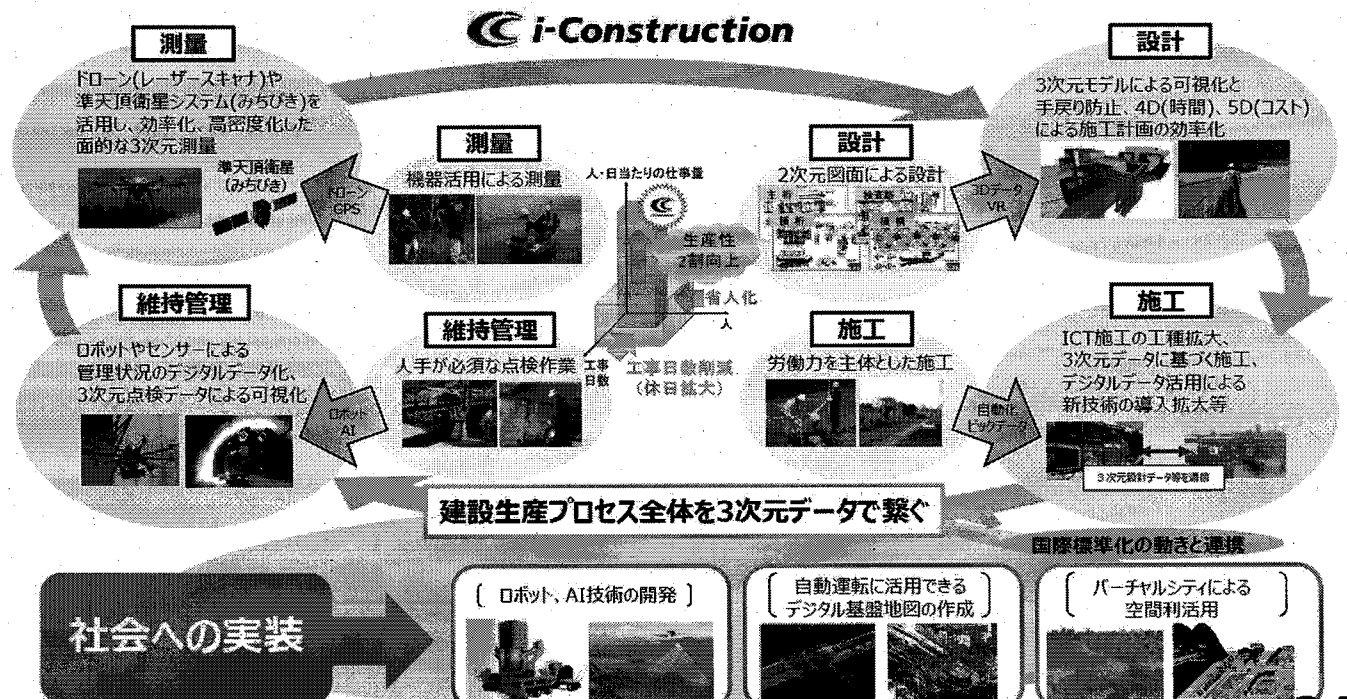 i-Construction
測量
ドローン(レーザースキャナ)や
準天頂衛星システム(みちびき)を
活用し、効率化、高密度化した
面的な3次元測量
準天頂衛星
(みちびき)
ドローン
GPS
測量
機器活用による測量
人・日当たりの仕事量
生産性
2割向上
省人化
人
工事
日数
工事日数削減
(休日拡大)
設計
2次元図面による設計
3Dデータ
VR
設計
3次元モデルによる可視化と
手戻り防止、4D(時間)、5D(コスト)
による施工計画の効率化
維持管理
ロボットやセンサーによる
管理状況のデジタルデータ化、
3次元点検データによる可視化
ロボット
AI
維持管理
人手が必須な点検作業
施工
労働力を主体とした施工
自動化
ビックデータ
施工
ICT施工の工種拡大、
3次元データに基づく施工、
デジタルデータ活用による
新技術の導入拡大等
3次元設計データ等を通信
建設生産プロセス全体を3次元データで繋ぐ
国際標準化の動きと連携
社会への実装
[ ロボット、AI技術の開発 ]
自動運転に活用できる
デジタル基盤地図の作成
バーチャルシティによる
空間利活用